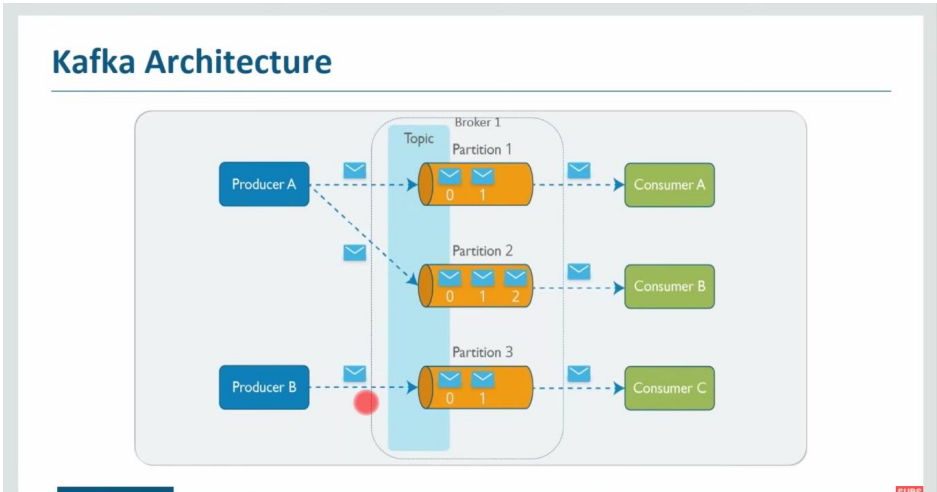 Kafka Architecture
Broker 1
Topic
Partition 1
Producer A
0 1
Consumer A
Partition 2
0 1 2
Consumer B
Partition 3
Producer B
0 1
Consumer C